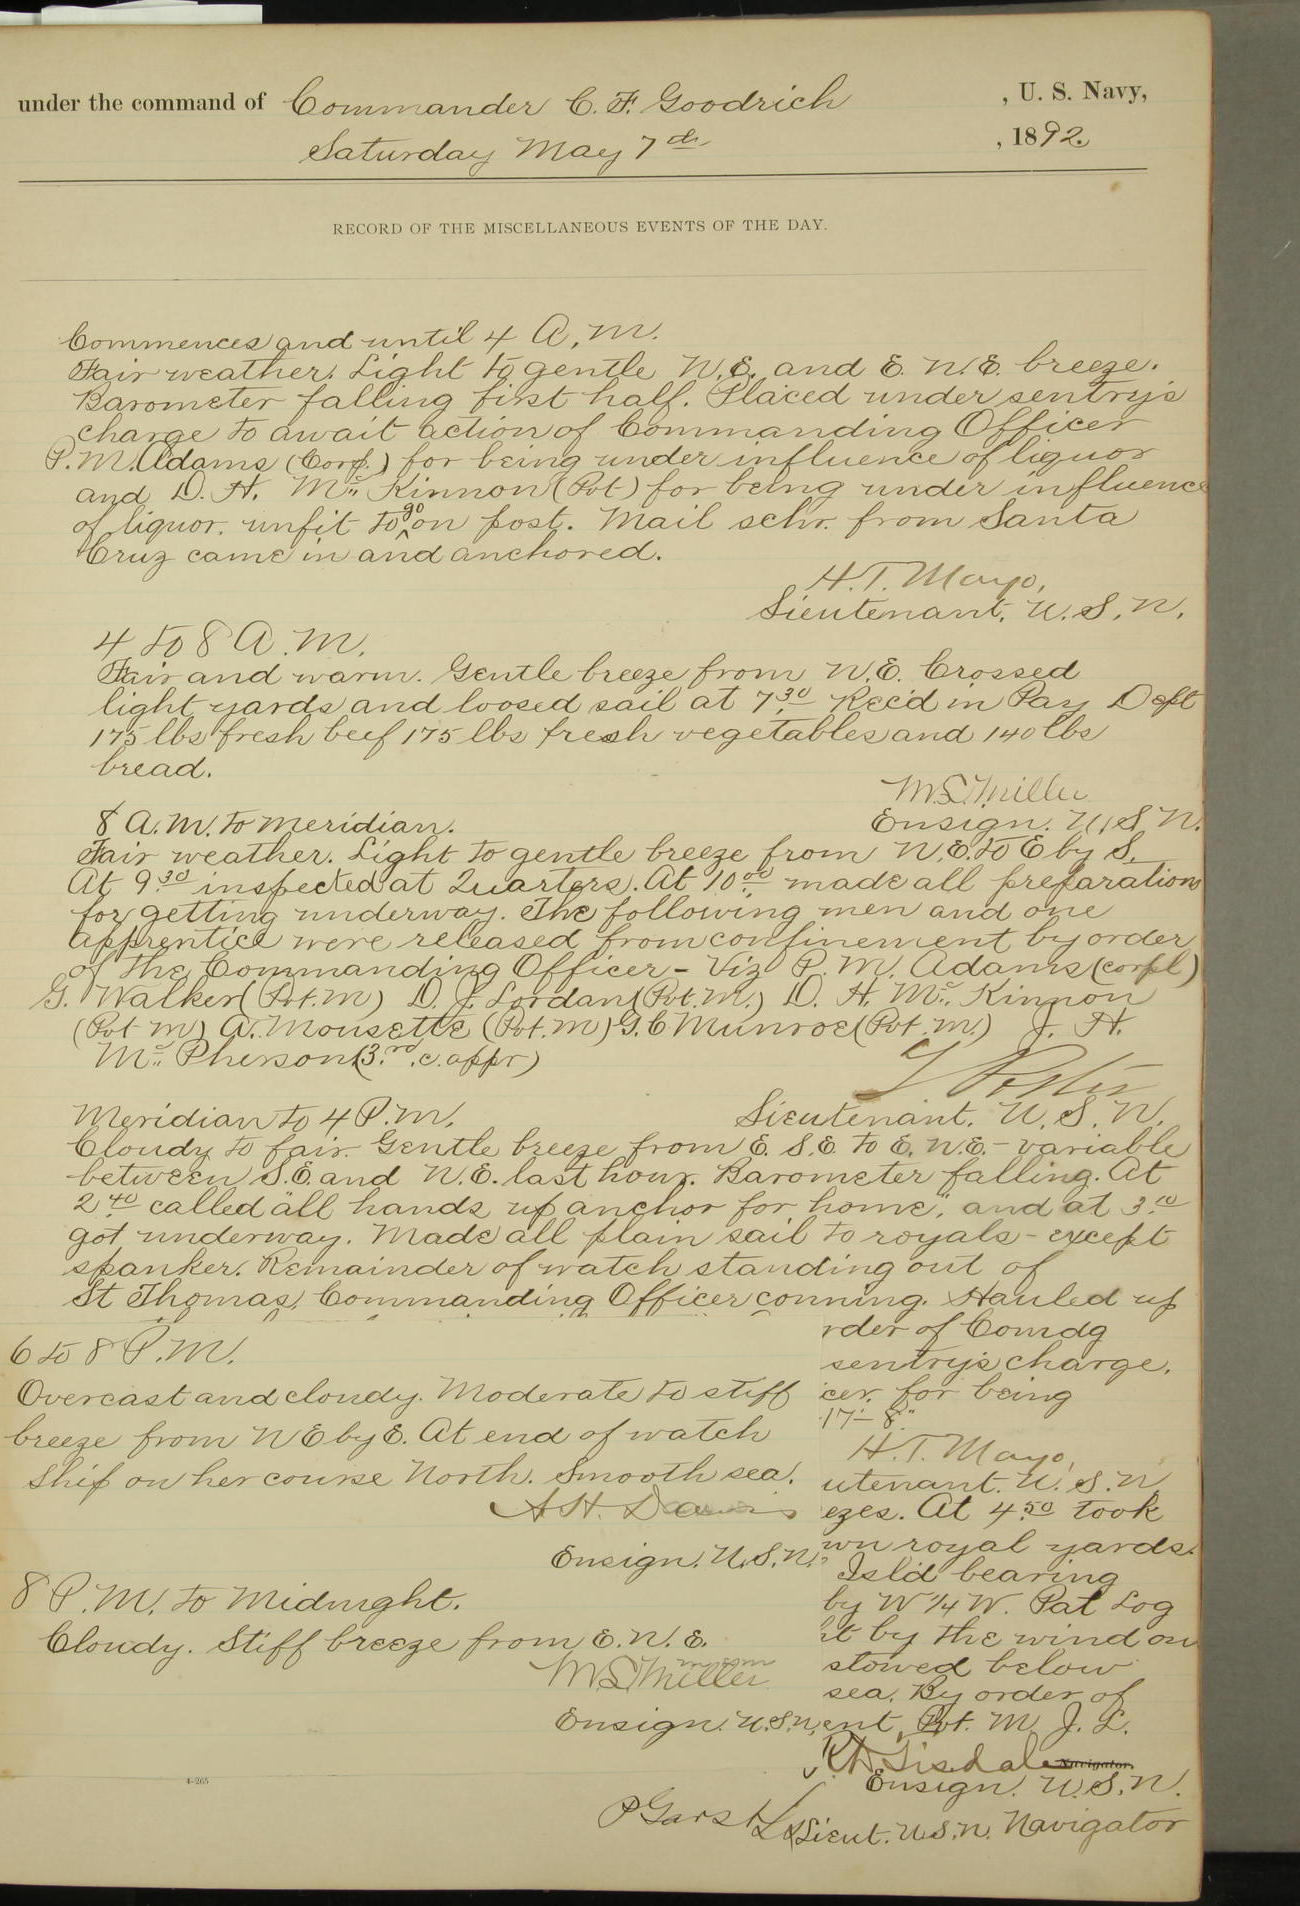 under the command of Commander C. F. Goodrich , U. S. Navy,
Saturday May 7th , 1892.
RECORD OF THE MISCELLANEOUS EVENTS OF THE DAY.
Commences and until 4 A.M.
Fair weather. Light to gentle N.E. and E.N.E. breeze.
Barometer falling first half. Placed under sentry's
charge to await action of Commanding Officer
P.M. Adams (Corp.) for being under influence of liquor
and D. H. Mc Kinnon (Pvt) for being under influence
of liquor. unfit to go on post. Mail schr. from Santa
Cruz came in and anchored.
H.T. Mayo,
Lieutenant. U.S.N.
4 to 8 A.M.
Fair and warm. Gentle breeze from N.E. Crossed
light yards and loosed sail at 7 30 Rec'd in Pay Dept
175 lbs fresh beef 175 lbs fresh vegetables and 140 lbs
bread.
M.S. Miller
Ensign. U.S.N.
8 A.M. to Meridian.
Fair weather. Light to gentle breeze from N.E. to E by S.
At 9 30 inspected at Quarters. At 10 00 made all preparations
for getting underway. The following men and one
apprentice were released from confinement by order
of the Commanding Officer - Viz P. M. Adams (corpl)
G. Walker (Pvt. M) D. J. Lordan (Pvt. M.) D. H. Mc Kinnon
(Pvt M) A. Mousette (Pvt. M) G. C Munroe (Pvt. M.) J. H.
Mc Pherson (3rd. c. appr)
Lieutenant. U.S.N.
Meridian to 4 P.M.
Cloudy to fair. Gentle breeze from E.S.E. to E.N.E. - variable
between S.E. and N.E. last hour. Barometer falling. At
2 40 called "all hands up anchor for home", and at 3 10
got underway. Made all plain sail to royals - except
spanker. Remainder of watch standing out of
St Thomas, Commanding Officer conning. Hauled up
rder of Comdg
sentry's charge.
cer. for being
17 - 8"
H.T. Mayo,
utenant. U.S.N.
ezes. At 4 50 took
wn royal yards.
Isl'd bearing
by W 1/4 W. Pat Log
ht by the wind on
stowed below
sea. By order of
ent, Pvt. M. J. L.
6 to 8 P.M.
Overcast and cloudy. Moderate to stiff
breeze from NE by E. At end of watch
Ship on her course North. Smooth sea.
A.H. Davis
Ensign. U.S.N.
8 P.M. to Midnight.
Cloudy. Stiff breeze from E.N.E.
M.S. Miller
Ensign. U.S.N.
4-265
R.D. Tisdale Navigator.
Ensign. U.S.N.
P Garst
Lieut. U.S.N. Navigator